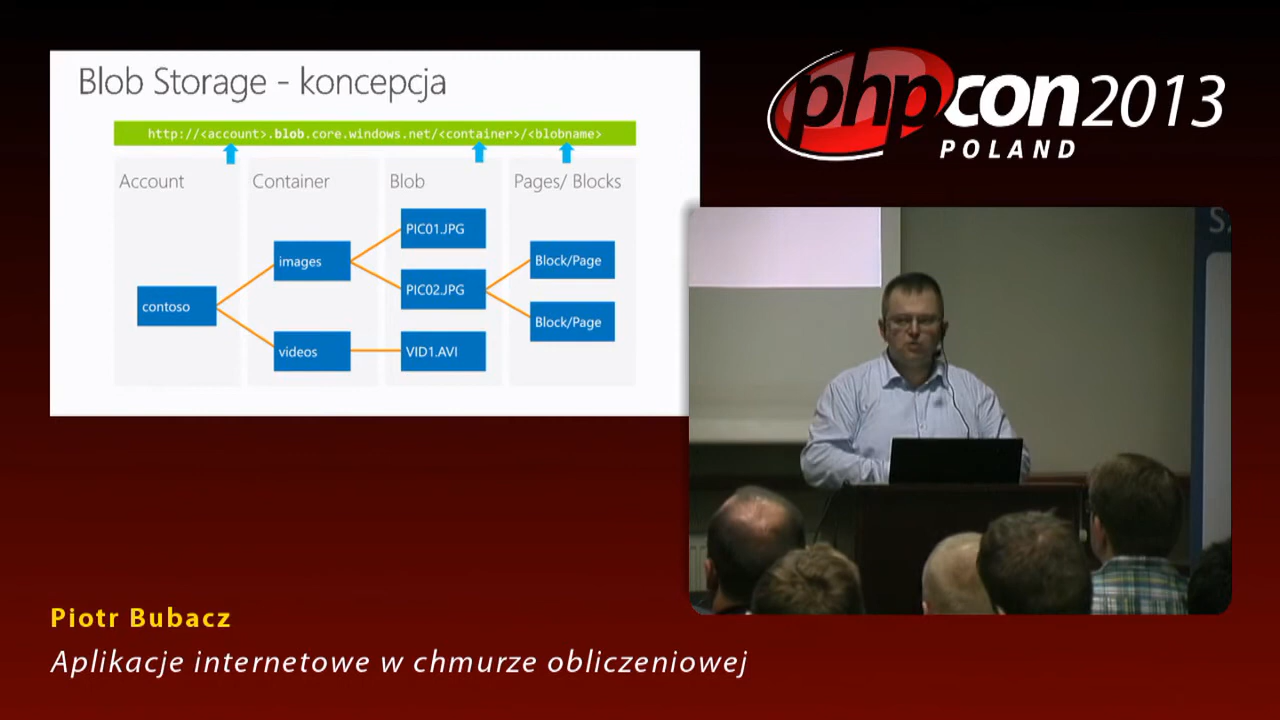 Blob Storage - koncepcja
http://<account>.blob.core.windows.net/<container>/<blobname>
Account
Container
Blob
Pages/ Blocks
contoso
images
videos
PIC01.JPG
PIC02.JPG
VID1.AVI
Block/Page
Block/Page
phpcon2013
POLAND
Piotr Bubacz
Aplikacje internetowe w chmurze obliczeniowej